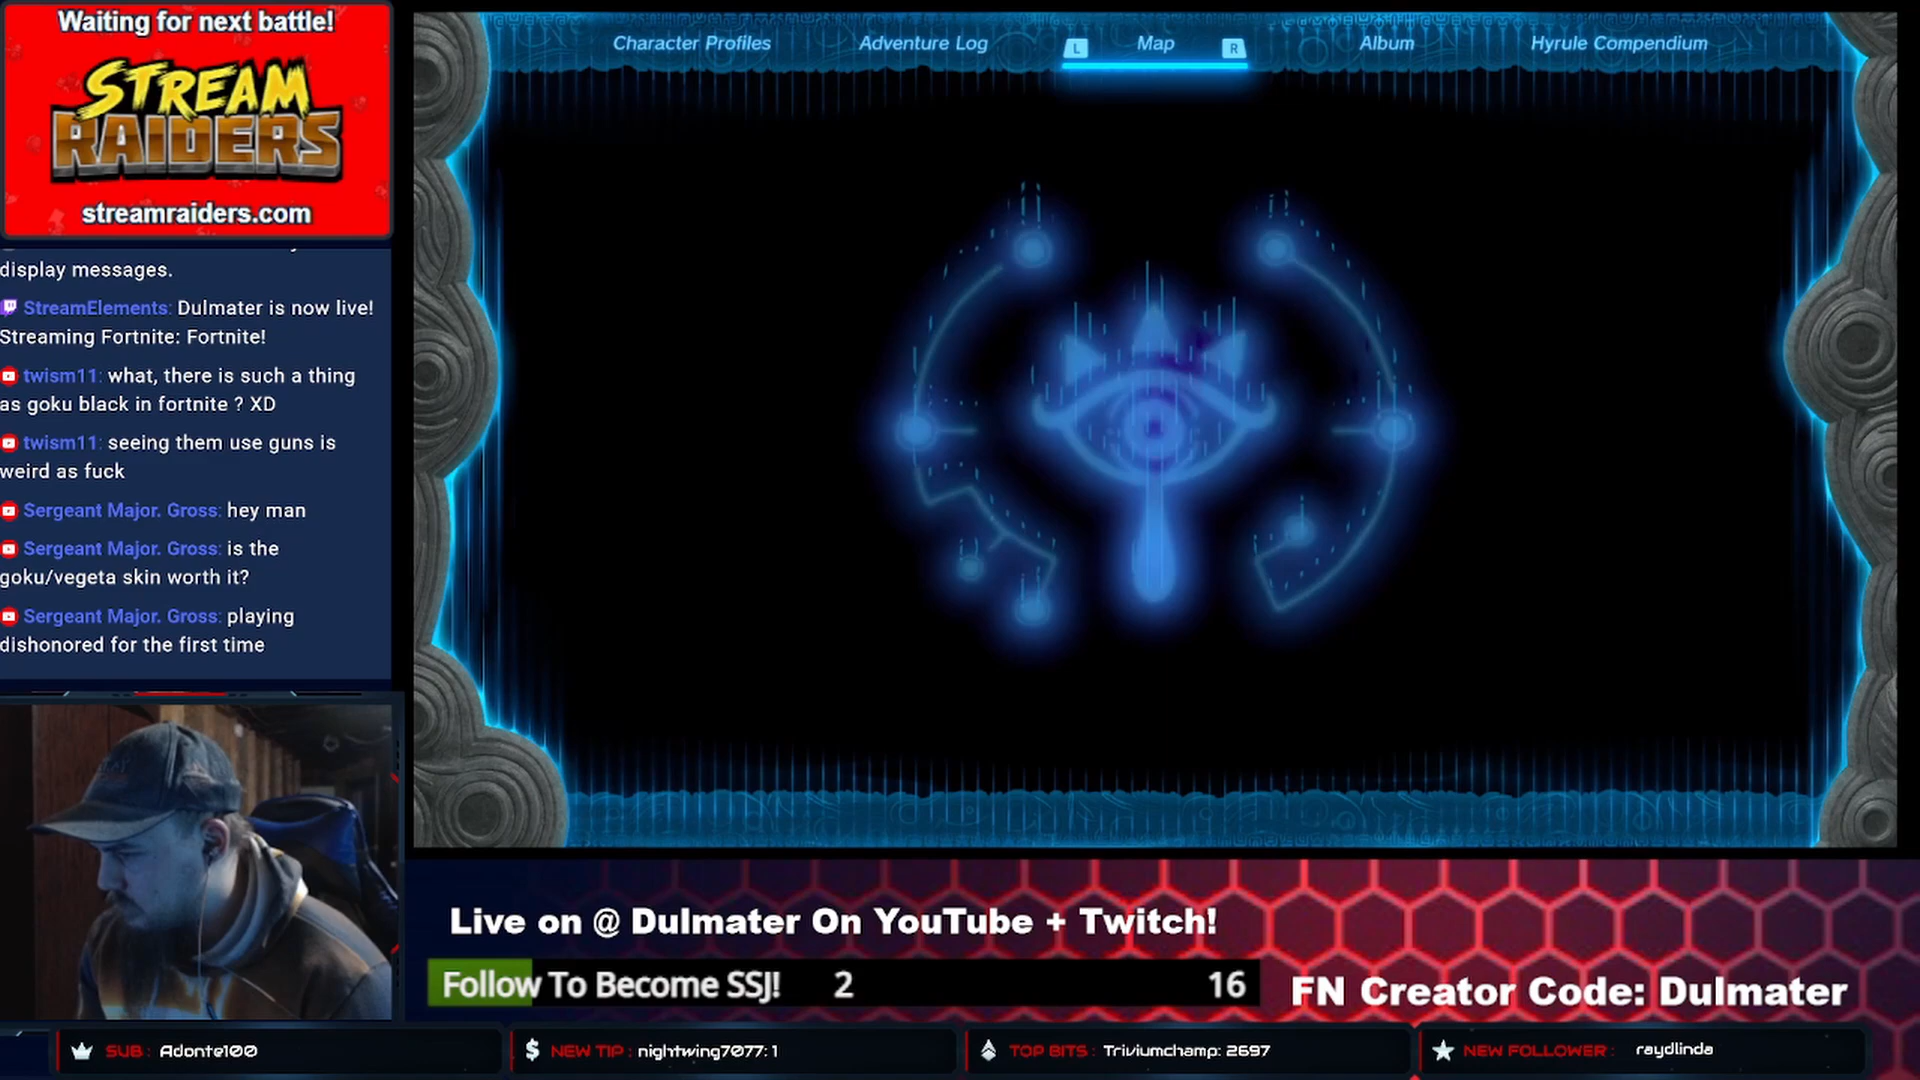 Waiting for next battle!
STREAM
RAIDERS
streamraiders.com
display messages.
StreamElements: Dulmater is now live!
Streaming Fortnite: Fortnite!
twism11: what, there is such a thing
as goku black in fortnite ? XD
twism11: seeing them use guns is
weird as fuck
Sergeant Major. Gross: hey man
Sergeant Major. Gross: is the
goku/vegeta skin worth it?
Sergeant Major. Gross: playing
dishonored for the first time
Character Profiles
Adventure Log
L
Map
R
Album
Hyrule Compendium
Live on @ Dulmater On YouTube + Twitch!
Follow To Become SSJ! 2 16
FN Creator Code: Dulmater
SUB : Adonte100
NEW TIP : nightwing7077: 1
TOP BITS : Triviumchamp: 2697
NEW FOLLOWER : raydlinda